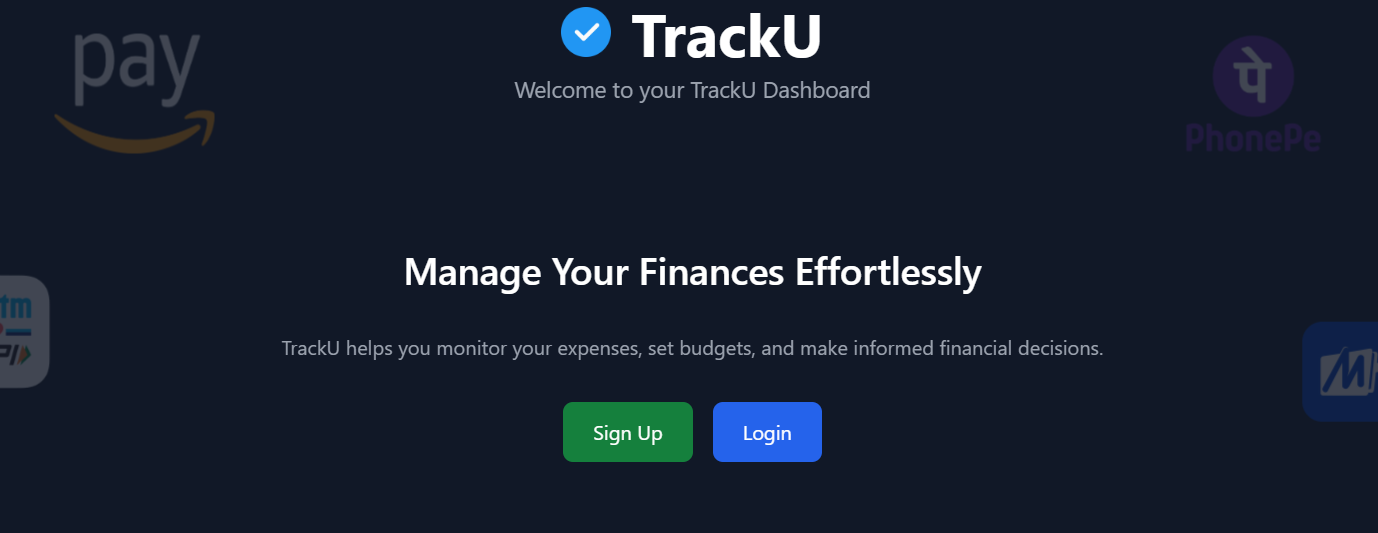 TrackU
Welcome to your TrackU Dashboard
pay
पे
PhonePe
Manage Your Finances Effortlessly
tm
PI
TrackU helps you monitor your expenses, set budgets, and make informed financial decisions.
M
Sign Up
Login